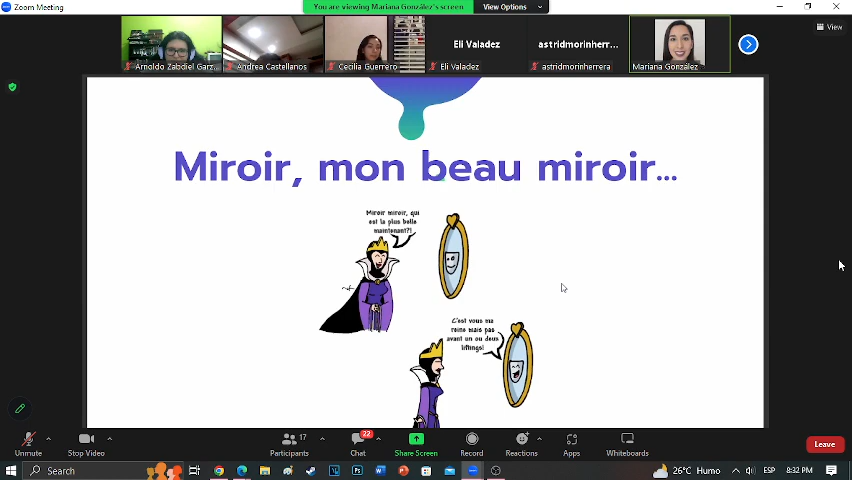 Zoom Meeting
You are viewing Mariana González's screen
View Options
View
Arnoldo Zabdiel Garz...
Andrea Castellanos
Cecilia Guerrero
Eli Valadez
Eli Valadez
astridmorinherr...
astridmorinherrera
Mariana González
Miroir, mon beau miroir...
Miroir miroir, qui
est la plus belle
maintenant?!
C'est vous ma
reine mais pas
avant un ou deus
liftings!
Unmute
Stop Video
17
Participants
22
Chat
Share Screen
Record
Reactions
Apps
Whiteboards
Leave
Search
26°C Humo
ESP
8:32 PM